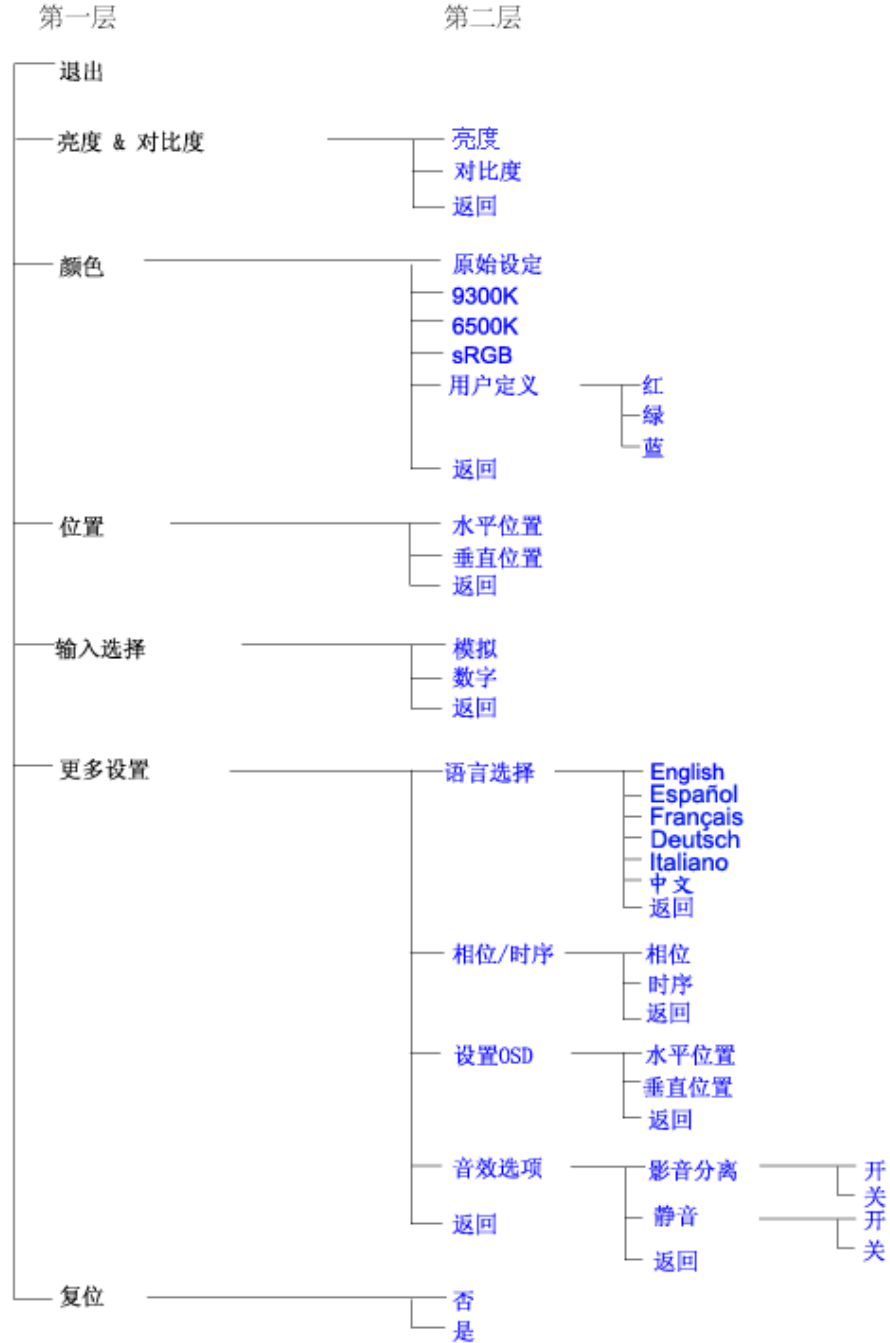 第一层 第二层
退出
亮度 & 对比度 亮度
对比度
返回
颜色 原始设定
9300K
6500K
sRGB
用户定义 红
绿
蓝
返回
位置 水平位置
垂直位置
返回
输入选择 模拟
数字
返回
更多设置 语言选择 English
Español
Français
Deutsch
Italiano
中文
返回
相位/时序 相位
时序
返回
设置OSD 水平位置
垂直位置
返回
音效选项 影音分离 开
关
静音 开
关
返回 返回
复位 否
是